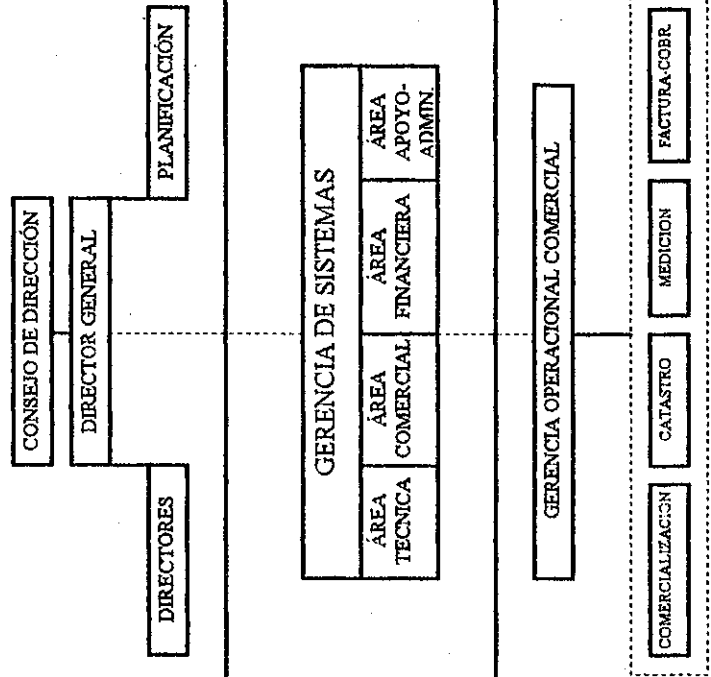 CONSEJO DE DIRECCIÓN
DIRECTOR GENERAL
DIRECTORES
PLANIFICACIÓN
GERENCIA DE SISTEMAS
ÁREA
TECNICA
ÁREA
COMERCIAL
ÁREA
FINANCIERA
ÁREA
APOYO-
ADMIN.
GERENCIA OPERACIONAL COMERCIAL
COMERCIALIZACIÓN
CATASTRO
MEDICION
FACTURA-COBR.